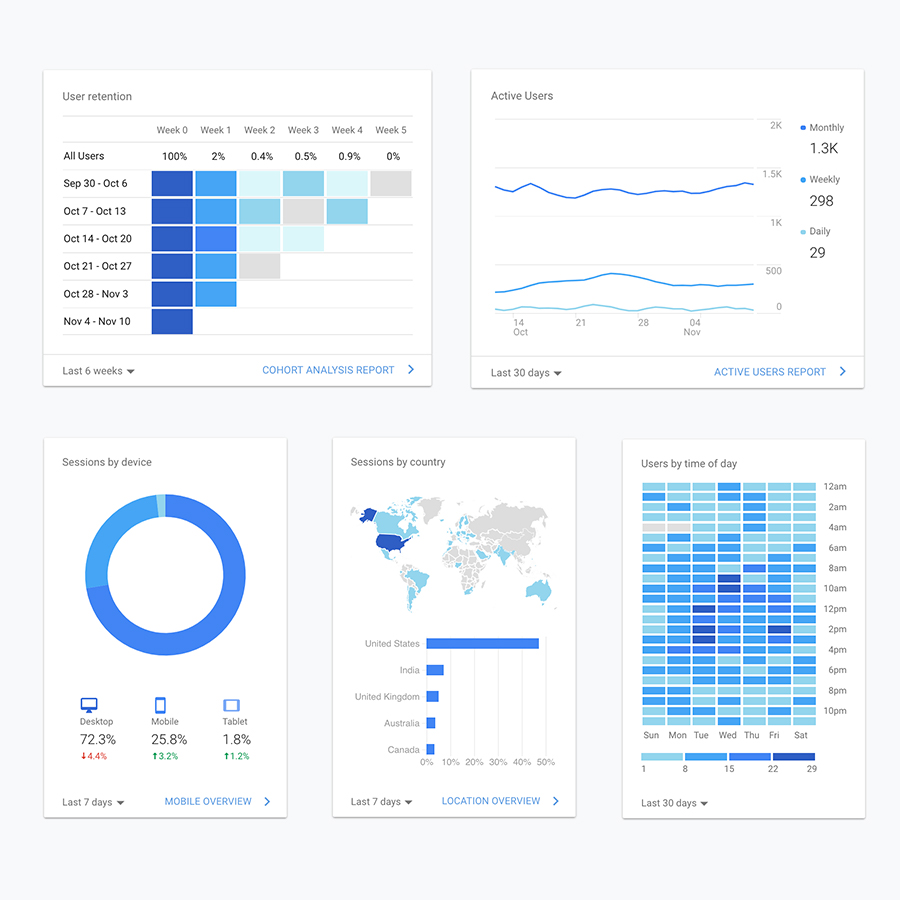 User retention
Week 0 Week 1 Week 2 Week 3 Week 4 Week 5
All Users 100% 2% 0.4% 0.5% 0.9% 0%
Sep 30 - Oct 6
Oct 7 - Oct 13
Oct 14 - Oct 20
Oct 21 - Oct 27
Oct 28 - Nov 3
Nov 4 - Nov 10
Last 6 weeks COHORT ANALYSIS REPORT
Active Users
2K
1.5K
1K
500
0
14 21 28 04
Oct Nov
Monthly
1.3K
Weekly
298
Daily
29
Last 30 days ACTIVE USERS REPORT
Sessions by device
Desktop Mobile Tablet
72.3% 25.8% 1.8%
4.4% 3.2% 1.2%
Last 7 days MOBILE OVERVIEW
Sessions by country
United States
India
United Kingdom
Australia
Canada
0% 10% 20% 30% 40% 50%
Last 7 days LOCATION OVERVIEW
Users by time of day
12am
2am
4am
6am
8am
10am
12pm
2pm
4pm
6pm
8pm
10pm
Sun Mon Tue Wed Thu Fri Sat
1 8 15 22 29
Last 30 days